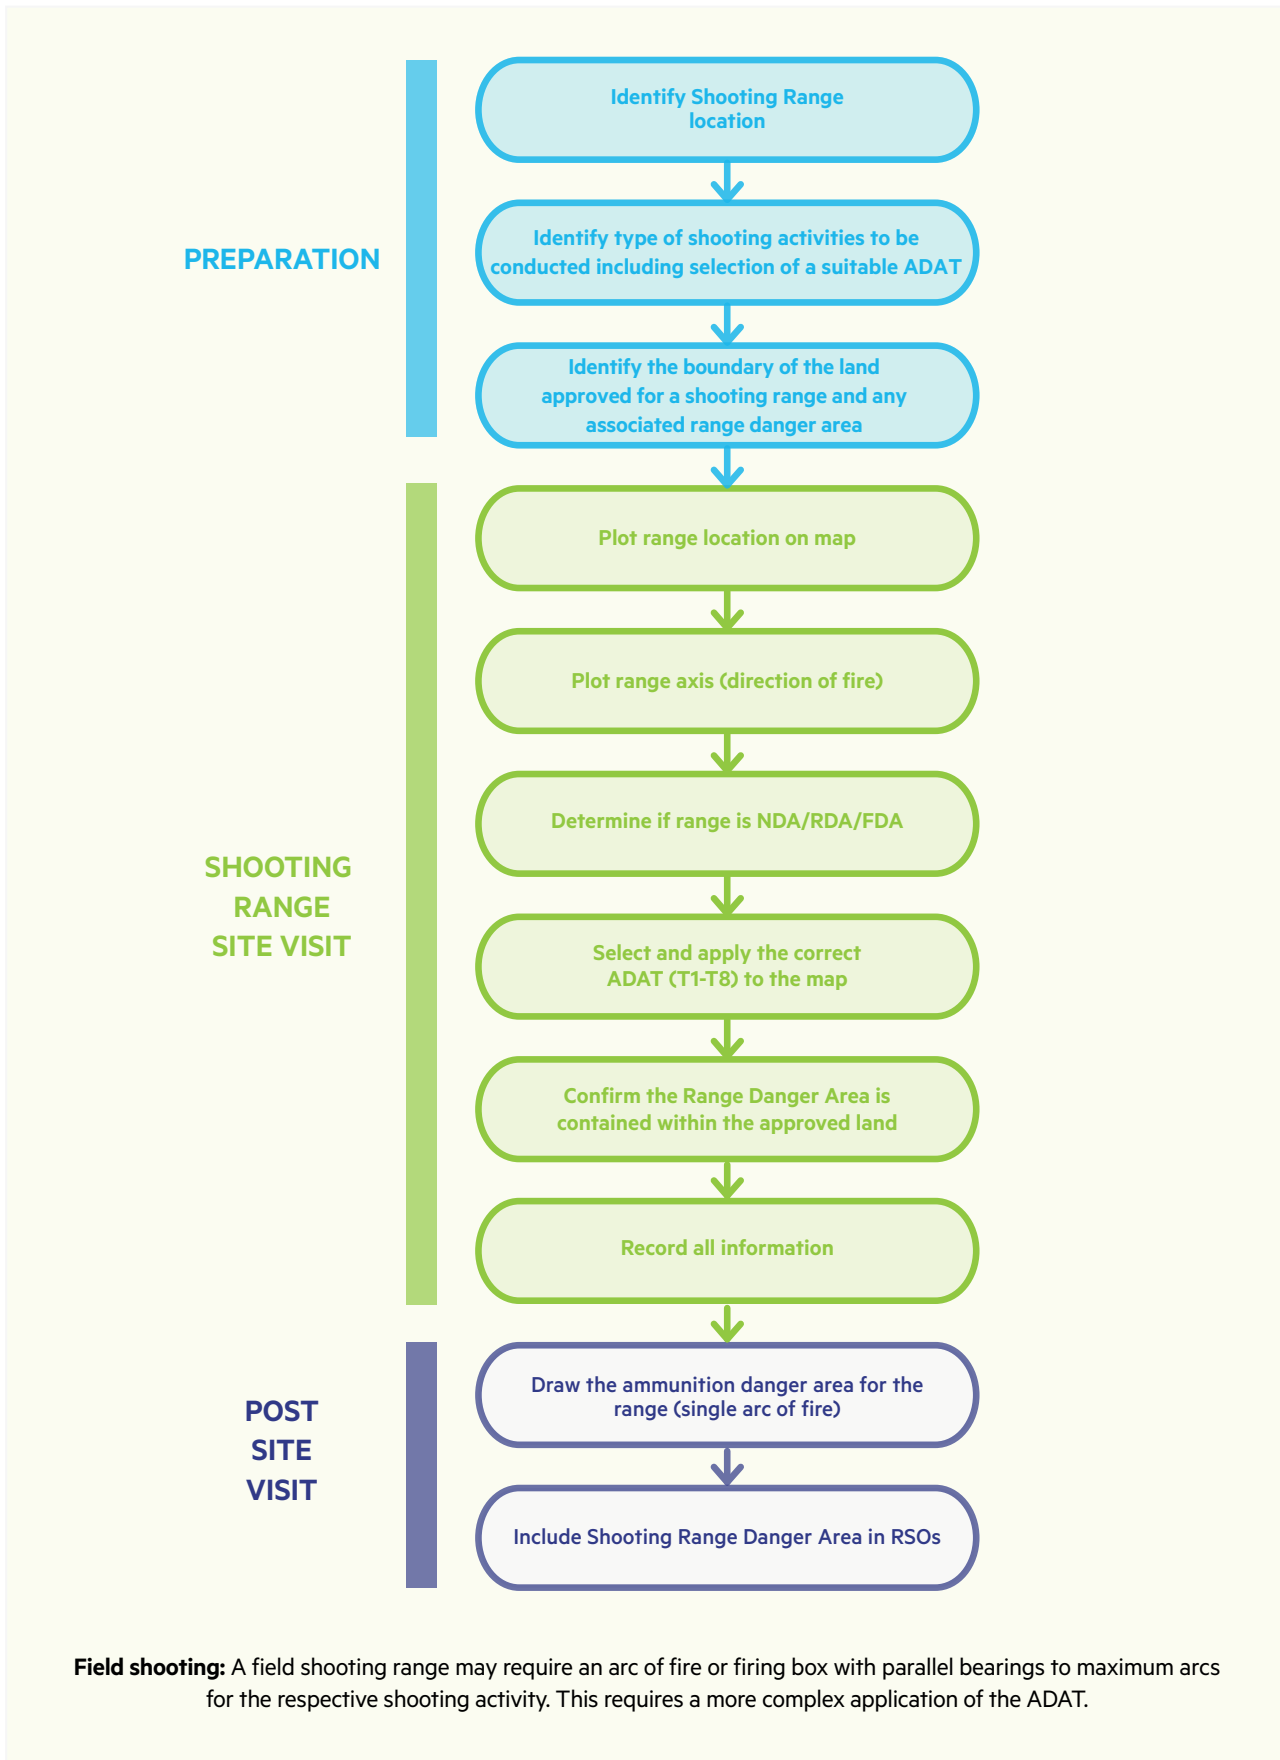 PREPARATION
Identify Shooting Range
location
Identify type of shooting activities to be
conducted including selection of a suitable ADAT
Identify the boundary of the land
approved for a shooting range and any
associated range danger area
SHOOTING
RANGE
SITE VISIT
Plot range location on map
Plot range axis (direction of fire)
Determine if range is NDA/RDA/FDA
Select and apply the correct
ADAT (T1-T8) to the map
Confirm the Range Danger Area is
contained within the approved land
Record all information
POST
SITE
VISIT
Draw the ammunition danger area for the
range (single arc of fire)
Include Shooting Range Danger Area in RSOs
Field shooting: A field shooting range may require an arc of fire or firing box with parallel bearings to maximum arcs
for the respective shooting activity. This requires a more complex application of the ADAT.